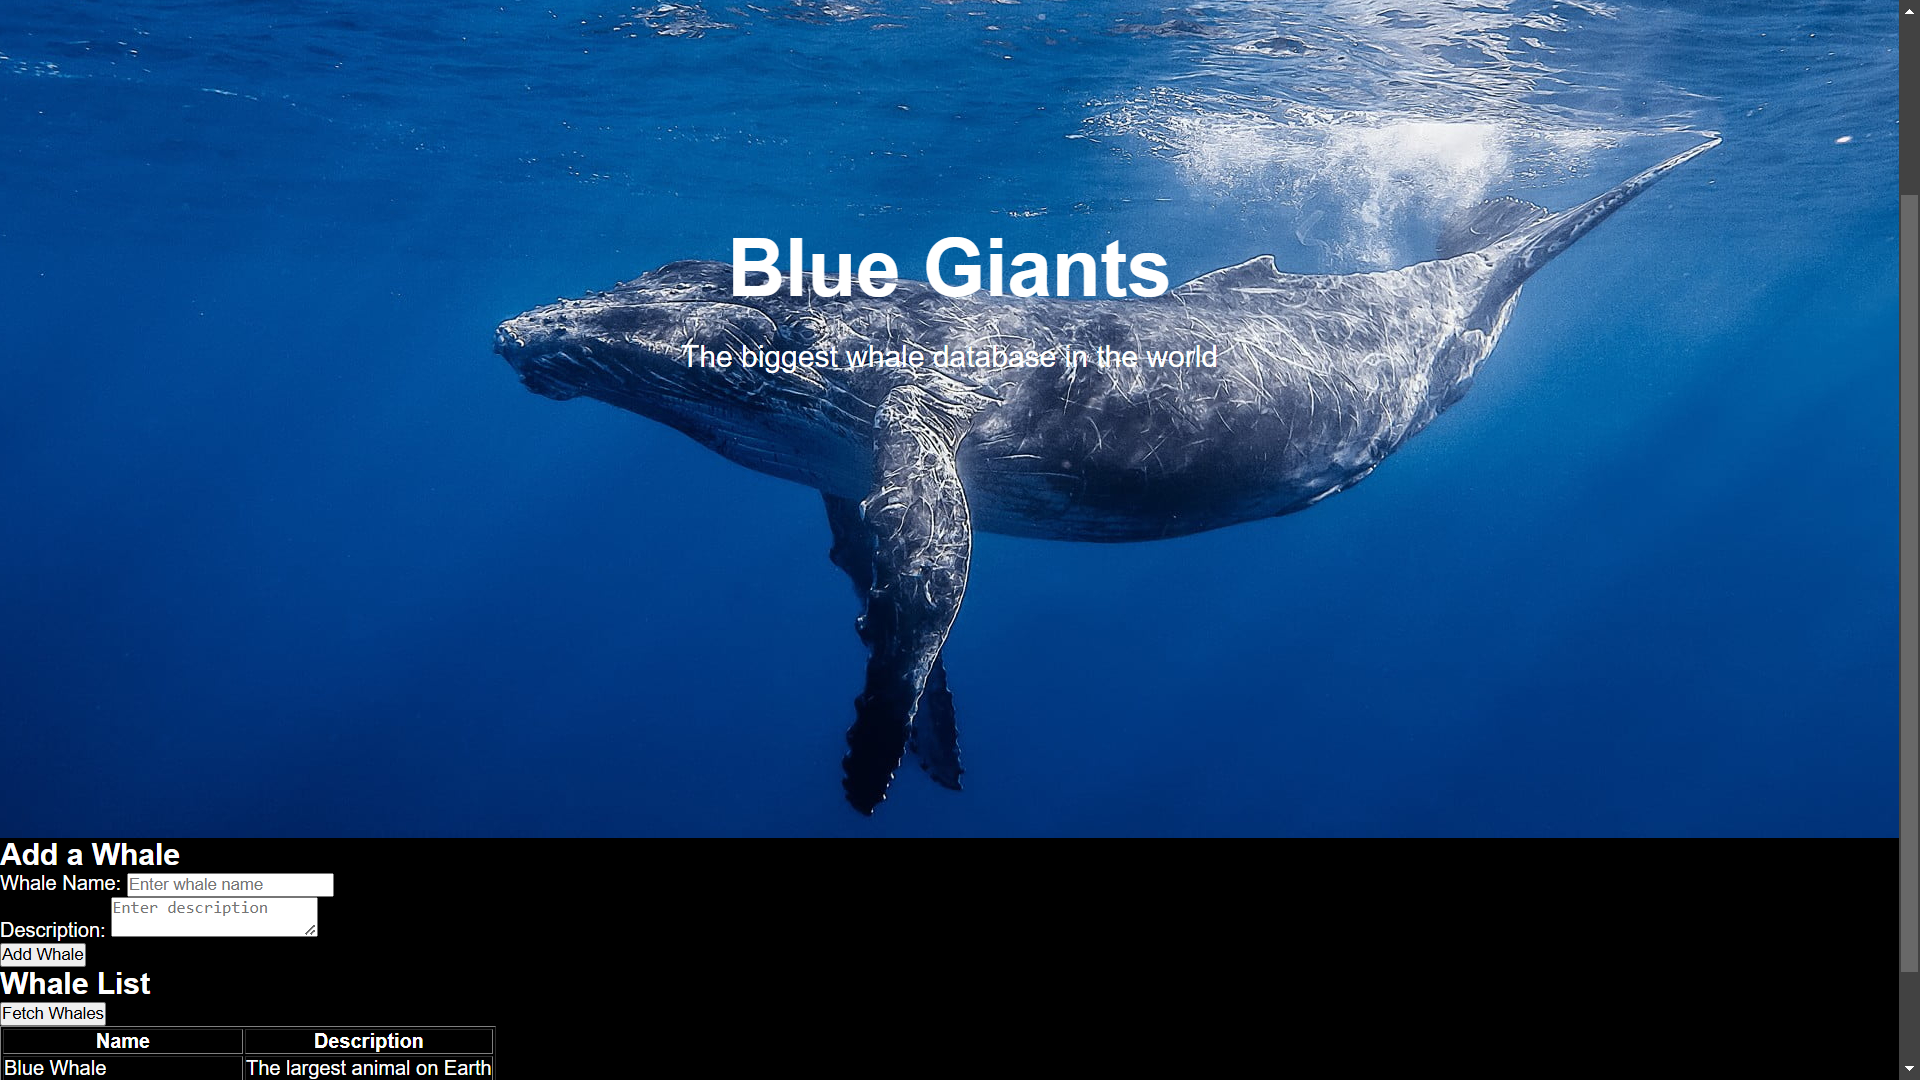 Blue Giants
The biggest whale database in the world
Add a Whale
Whale Name: Enter whale name
Description: Enter description
Add Whale
Whale List
Fetch Whales
Name Description
Blue Whale The largest animal on Earth